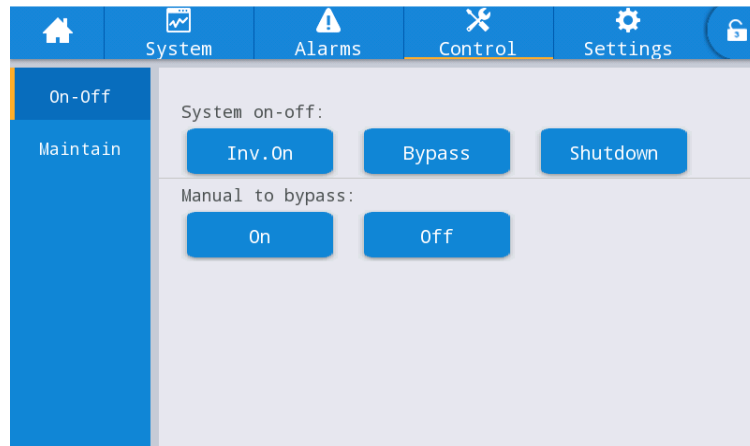 System Alarms Control Settings
On-Off
Maintain
System on-off:
Inv.On Bypass Shutdown
Manual to bypass:
On Off